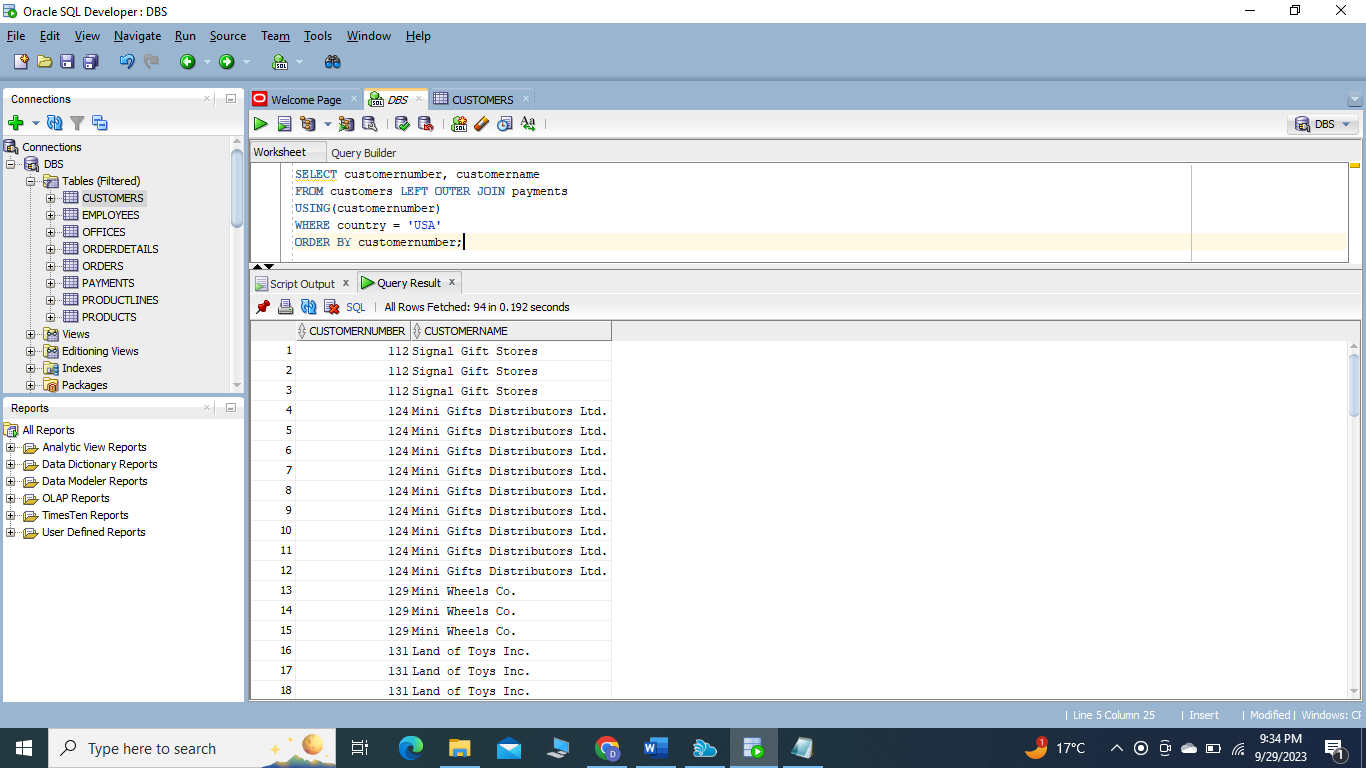 Oracle SQL Developer : DBS
File Edit View Navigate Run Source Team Tools Window Help
Connections
Welcome Page
DBS
CUSTOMERS
DBS
Connections
DBS
Tables (Filtered)
CUSTOMERS
EMPLOYEES
OFFICES
ORDERDETAILS
ORDERS
PAYMENTS
PRODUCTLINES
PRODUCTS
Views
Editioning Views
Indexes
Packages
Reports
All Reports
Analytic View Reports
Data Dictionary Reports
Data Modeler Reports
OLAP Reports
TimesTen Reports
User Defined Reports
Worksheet Query Builder
SELECT customernumber, customername
FROM customers LEFT OUTER JOIN payments
USING(customernumber)
WHERE country = 'USA'
ORDER BY customernumber;
Script Output x Query Result x
SQL | All Rows Fetched: 94 in 0.192 seconds
CUSTOMERNUMBER CUSTOMERNAME
1 112 Signal Gift Stores
2 112 Signal Gift Stores
3 112 Signal Gift Stores
4 124 Mini Gifts Distributors Ltd.
5 124 Mini Gifts Distributors Ltd.
6 124 Mini Gifts Distributors Ltd.
7 124 Mini Gifts Distributors Ltd.
8 124 Mini Gifts Distributors Ltd.
9 124 Mini Gifts Distributors Ltd.
10 124 Mini Gifts Distributors Ltd.
11 124 Mini Gifts Distributors Ltd.
12 124 Mini Gifts Distributors Ltd.
13 129 Mini Wheels Co.
14 129 Mini Wheels Co.
15 129 Mini Wheels Co.
16 131 Land of Toys Inc.
17 131 Land of Toys Inc.
18 131 Land of Toys Inc.
| Line 5 Column 25 | Insert | Modified | Windows: CF
Type here to search
17°C
9:34 PM
9/29/2023